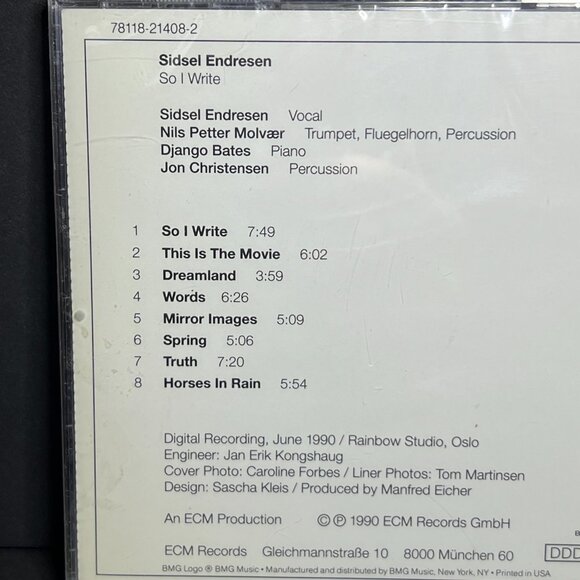 78118-21408-2
Sidsel Endresen
So I Write
Sidsel Endresen Vocal
Nils Petter Molvær Trumpet, Fluegelhorn, Percussion
Django Bates Piano
Jon Christensen Percussion
1 So I Write 7:49
2 This Is The Movie 6:02
3 Dreamland 3:59
4 Words 6:26
5 Mirror Images 5:09
6 Spring 5:06
7 Truth 7:20
8 Horses In Rain 5:54
Digital Recording, June 1990 / Rainbow Studio, Oslo
Engineer: Jan Erik Kongshaug
Cover Photo: Caroline Forbes / Liner Photos: Tom Martinsen
Design: Sascha Kleis / Produced by Manfred Eicher
An ECM Production © ℗ 1990 ECM Records GmbH
ECM Records Gleichmannstraße 10 8000 München 60
DDD
BMG Logo ® BMG Music • Manufactured and distributed by BMG Music, New York, NY • Printed in USA